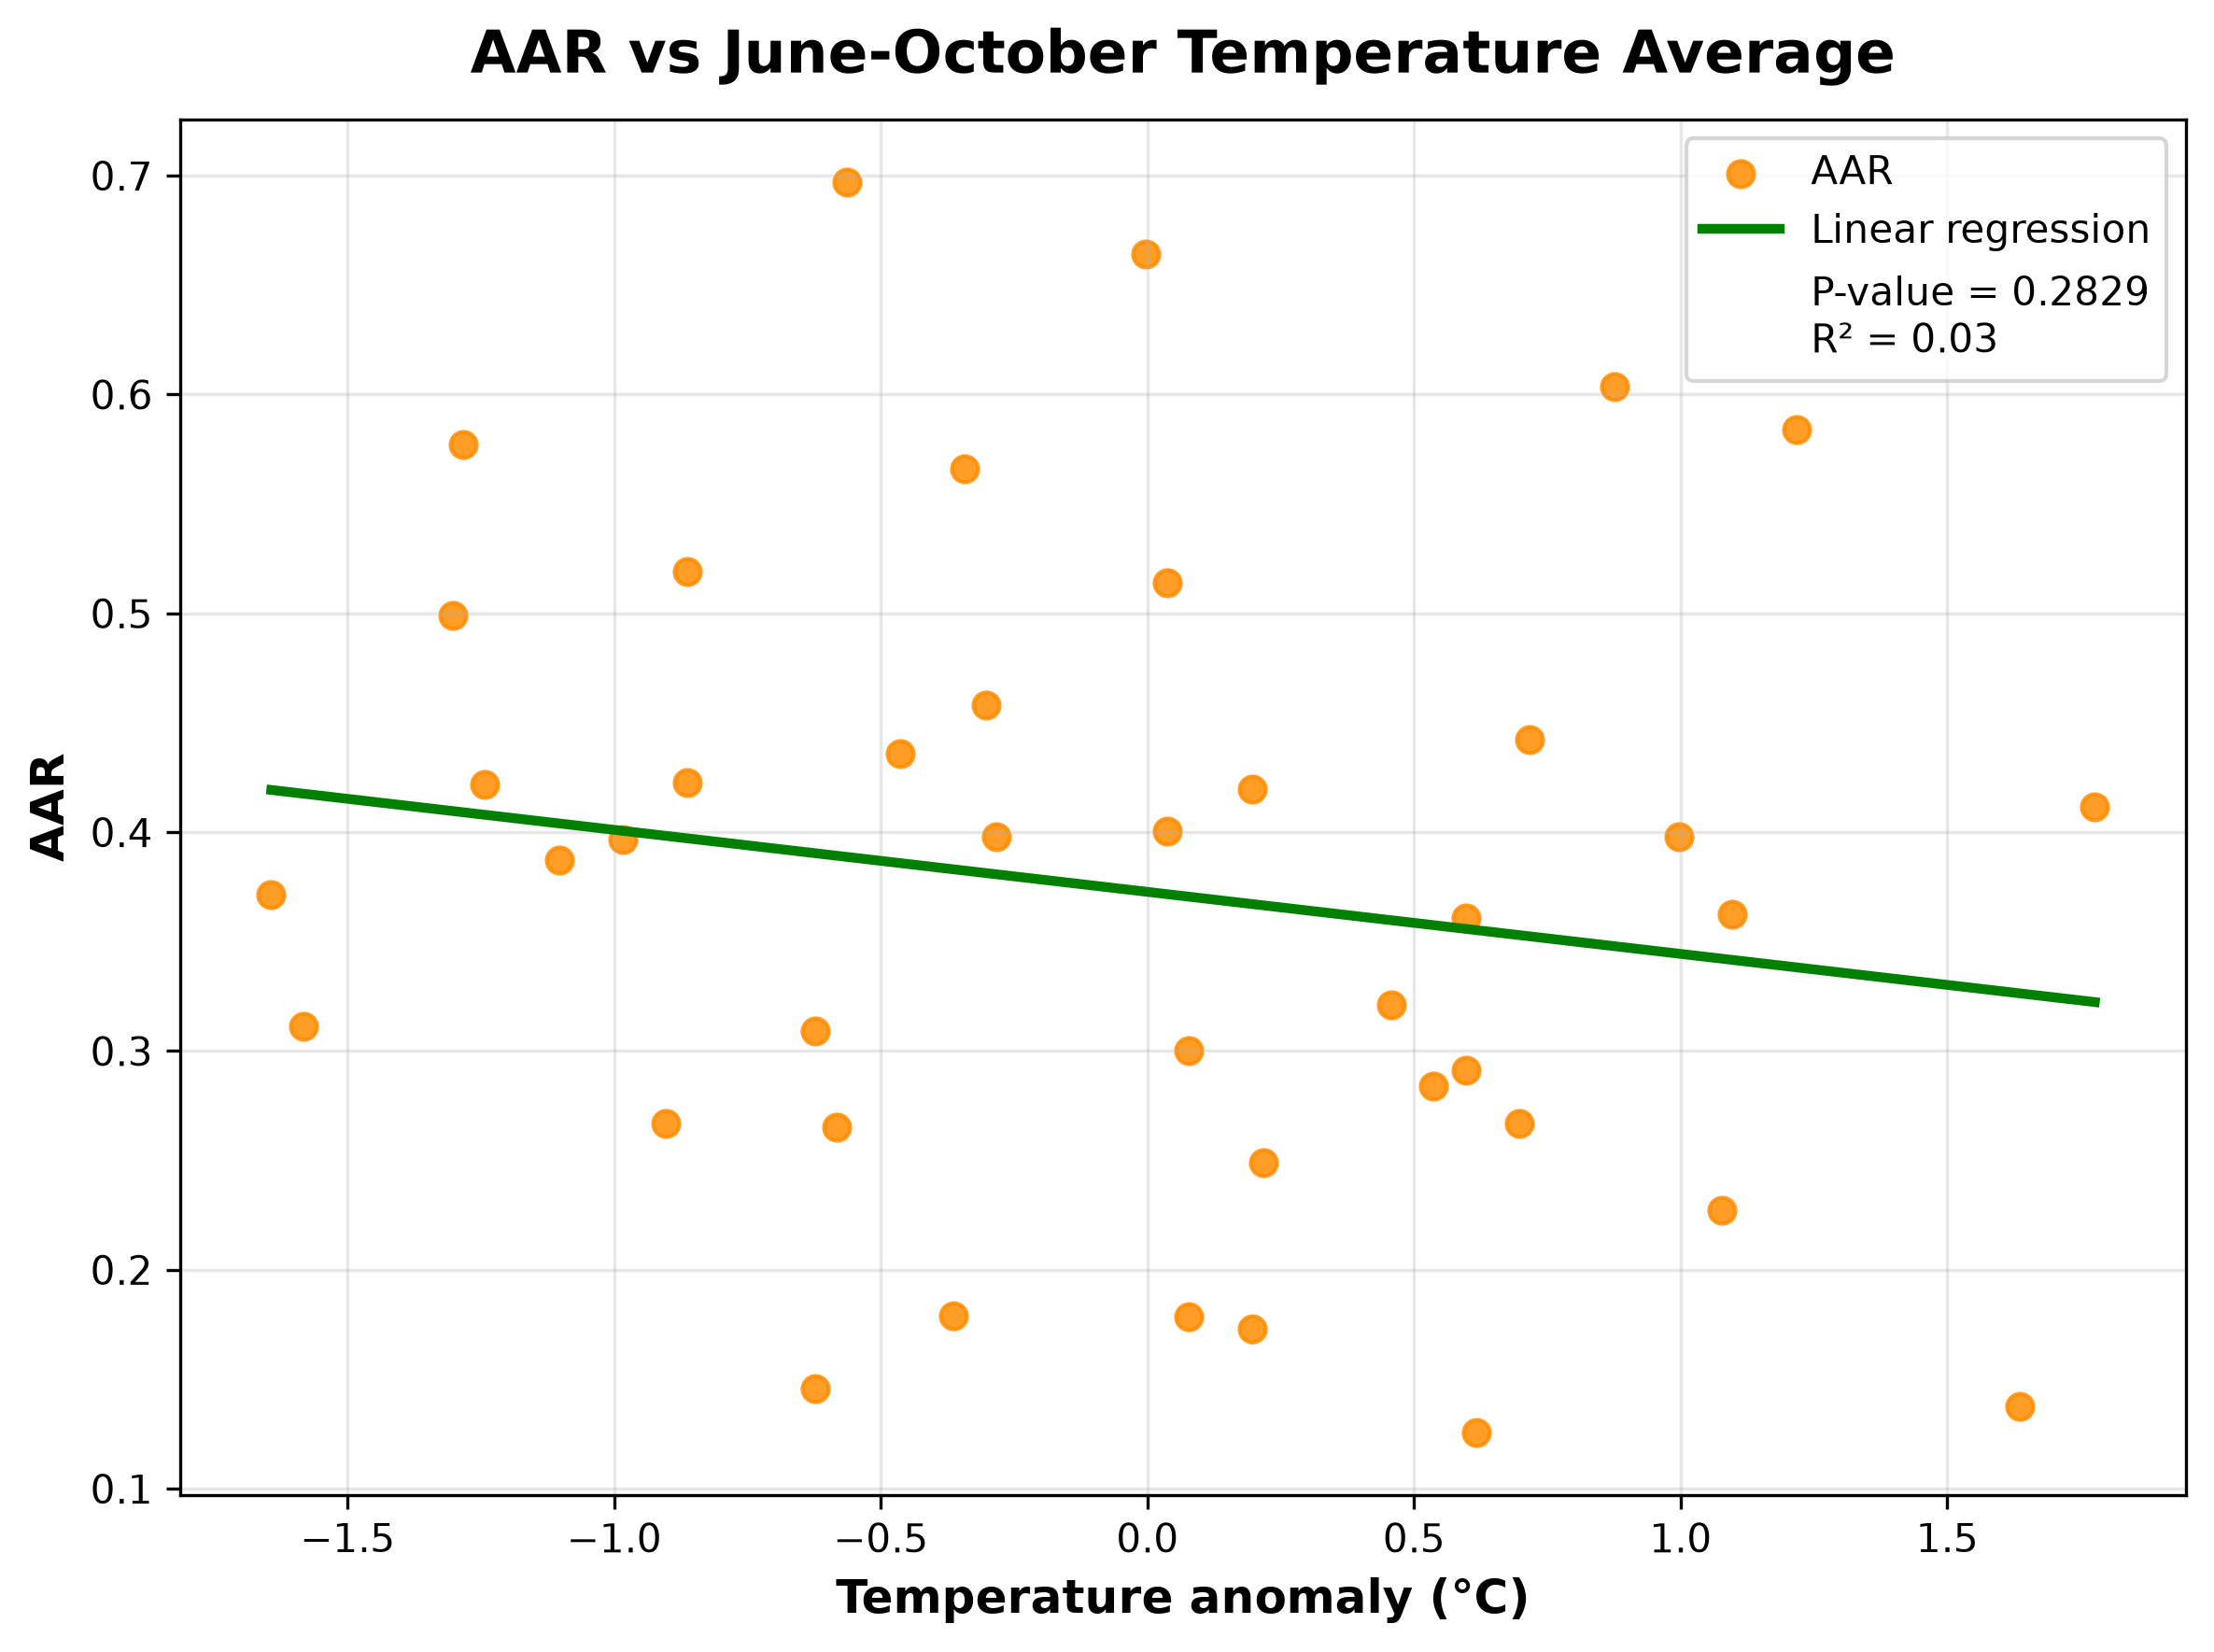 AAR vs June-October Temperature Average
AAR
Linear regression
P-value = 0.2829
R² = 0.03
0.7
0.6
0.5
0.4
0.3
0.2
0.1
AAR
−1.5 −1.0 −0.5 0.0 0.5 1.0 1.5
Temperature anomaly (°C)